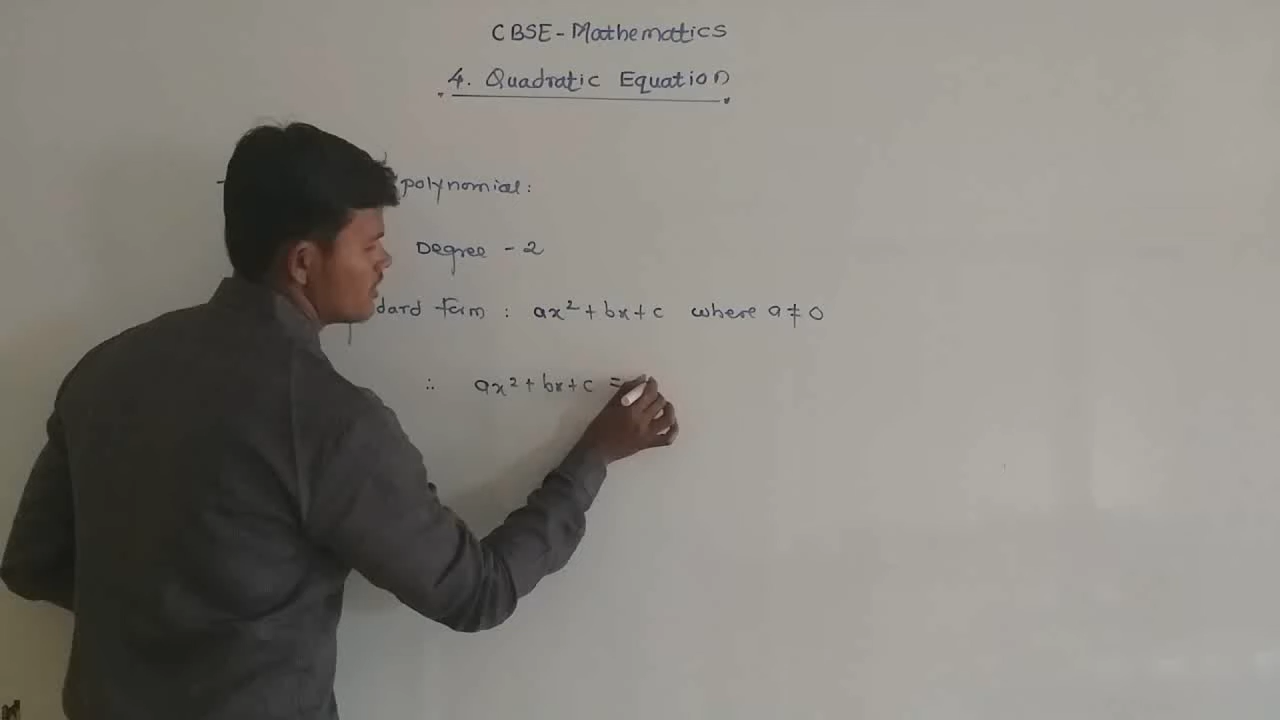 CBSE - Mathematics
4. Quadratic Equation
polynomial:
Degree - 2
dard form : ax² + bx + c where a ≠ 0
∴ ax² + bx + c =